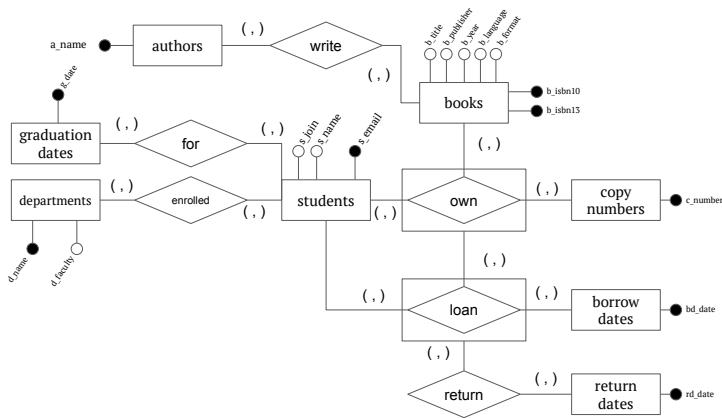 b_title
b_publisher
b_year
b_language
b_format
a_name
authors
( , )
write
( , )
g_date
books
b_isbn10
b_isbn13
graduation
dates
( , )
for
( , )
s_join
s_name
s_email
( , )
departments
( , )
enrolled
( , )
students
( , )
own
( , )
copy
numbers
c_number
d_name
d_faculty
( , )
( , )
loan
( , )
borrow
dates
bd_date
( , )
return
( , )
return
dates
rd_date